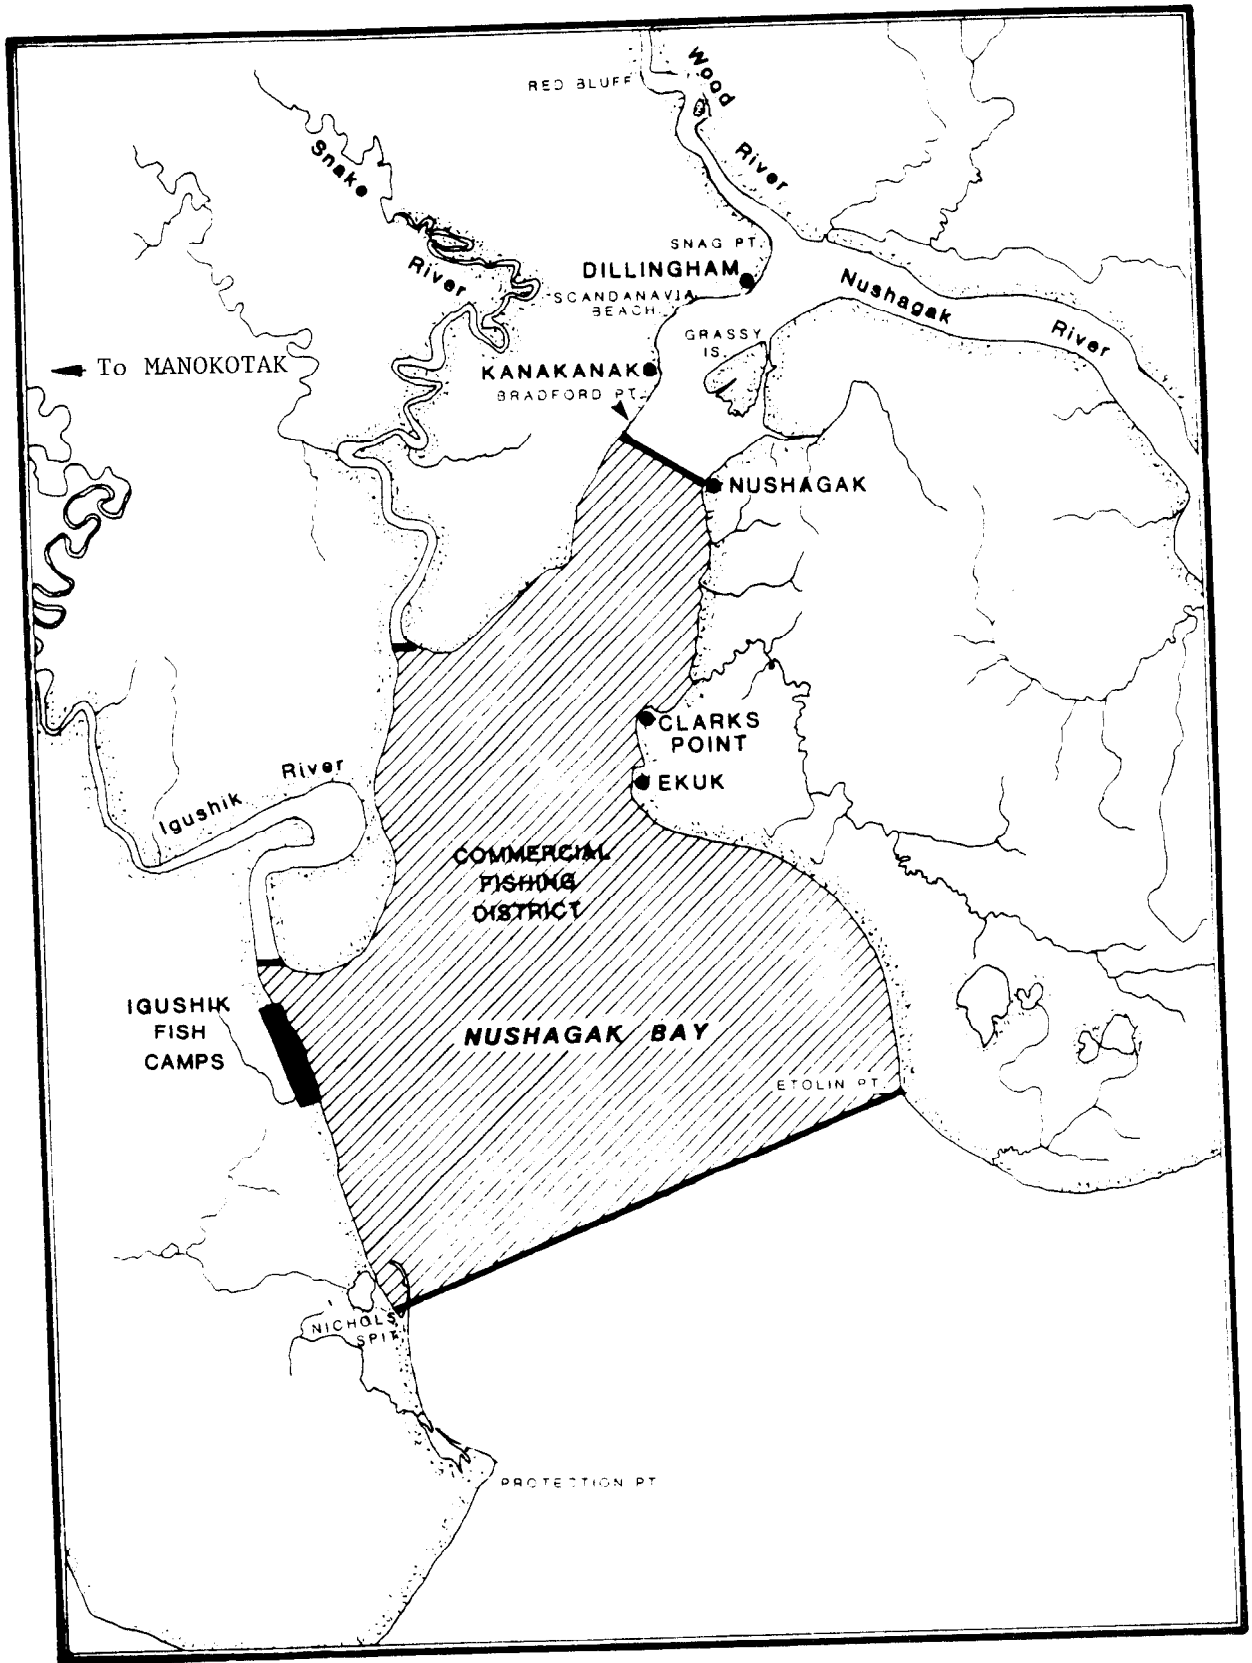 Wood
River
RED BLUFF
Snake
River
SNAG PT.
DILLINGHAM
SCANDANAVIA
BEACH
Nushagak
River
GRASSY
IS.
To MANOKOTAK
KANAKANAK
BRADFORD PT.
NUSHAGAK
CLARKS
POINT
EKUK
Igushik River
COMMERCIAL
FISHING
DISTRICT
IGUSHIK
FISH
CAMPS
NUSHAGAK BAY
ETOLIN PT.
NICHOLS
SPIT
PROTECTION PT